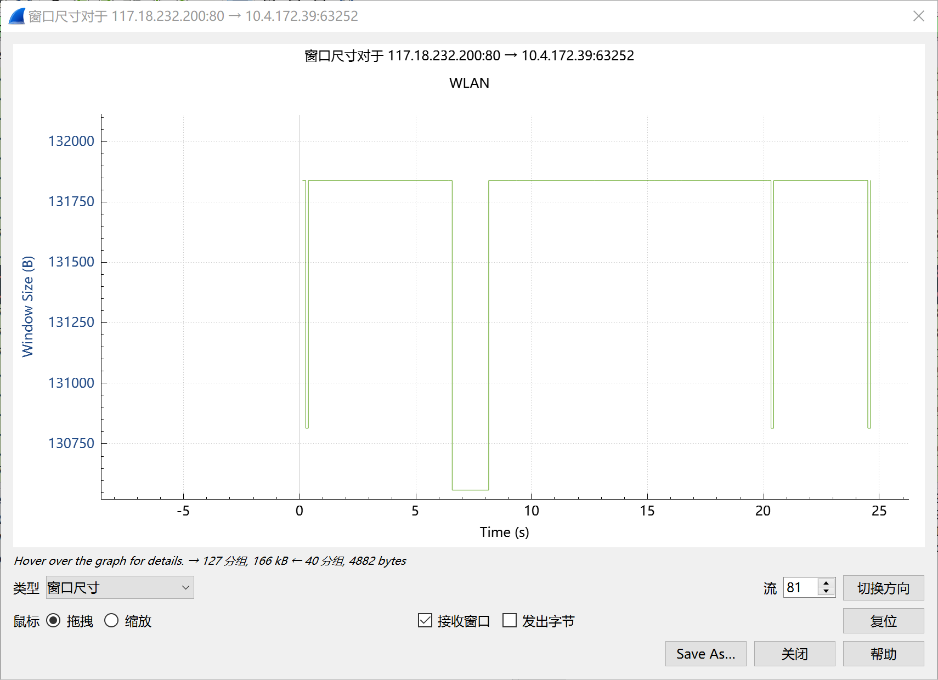 窗口尺寸对于 117.18.232.200:80 → 10.4.172.39:63252
窗口尺寸对于 117.18.232.200:80 → 10.4.172.39:63252
WLAN
132000
131750
131500
131250
131000
130750
Window Size (B)
-5 0 5 10 15 20 25
Time (s)
Hover over the graph for details. → 127 分组, 166 kB ← 40 分组, 4882 bytes
类型 窗口尺寸 流 81 切换方向
鼠标 拖拽 缩放 接收窗口 发出字节 复位
Save As... 关闭 帮助